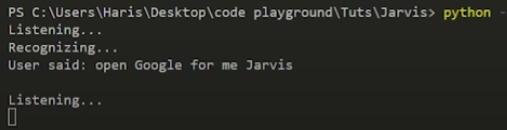 PS C:\Users\Haris\Desktop\code playground\Tuts\Jarvis> python -
Listening...
Recognizing...
User said: open Google for me Jarvis
Listening...